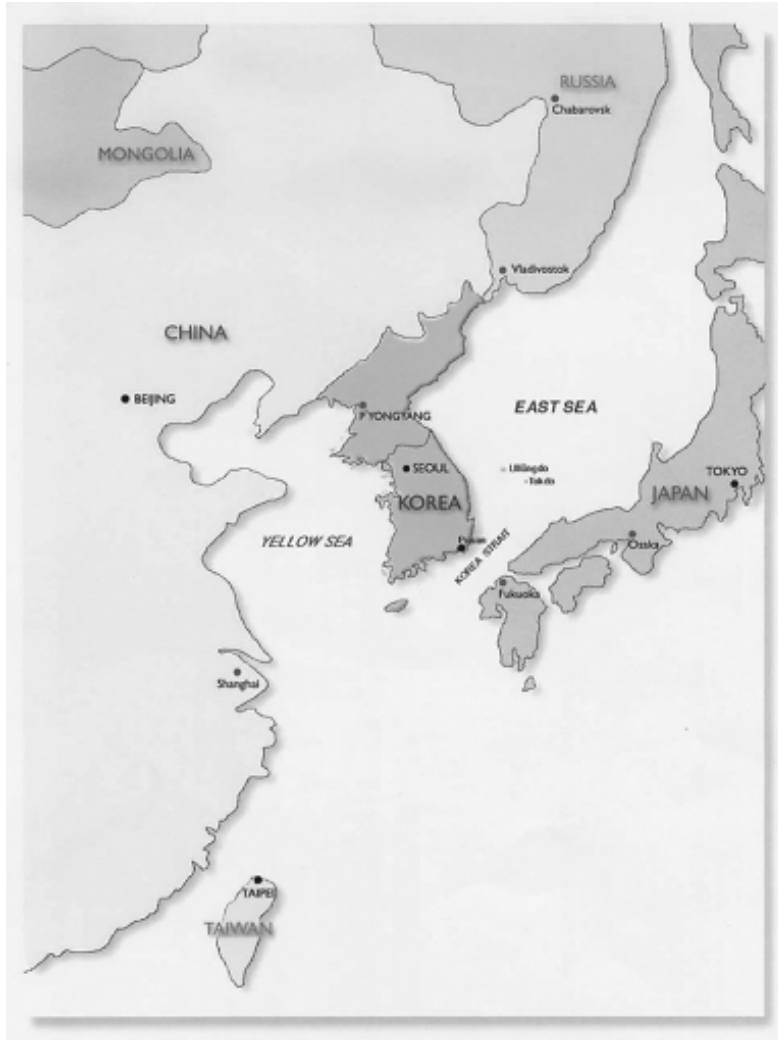 RUSSIA
Chabarovsk
MONGOLIA
Vladivostok
CHINA
BEIJING
P'YONGYANG
EAST SEA
SEOUL
Ullŭngdo
Tokdo
TOKYO
KOREA
JAPAN
YELLOW SEA
Pusan
KOREA STRAIT
Osaka
Fukuoka
Shanghai
TAIPEI
TAIWAN